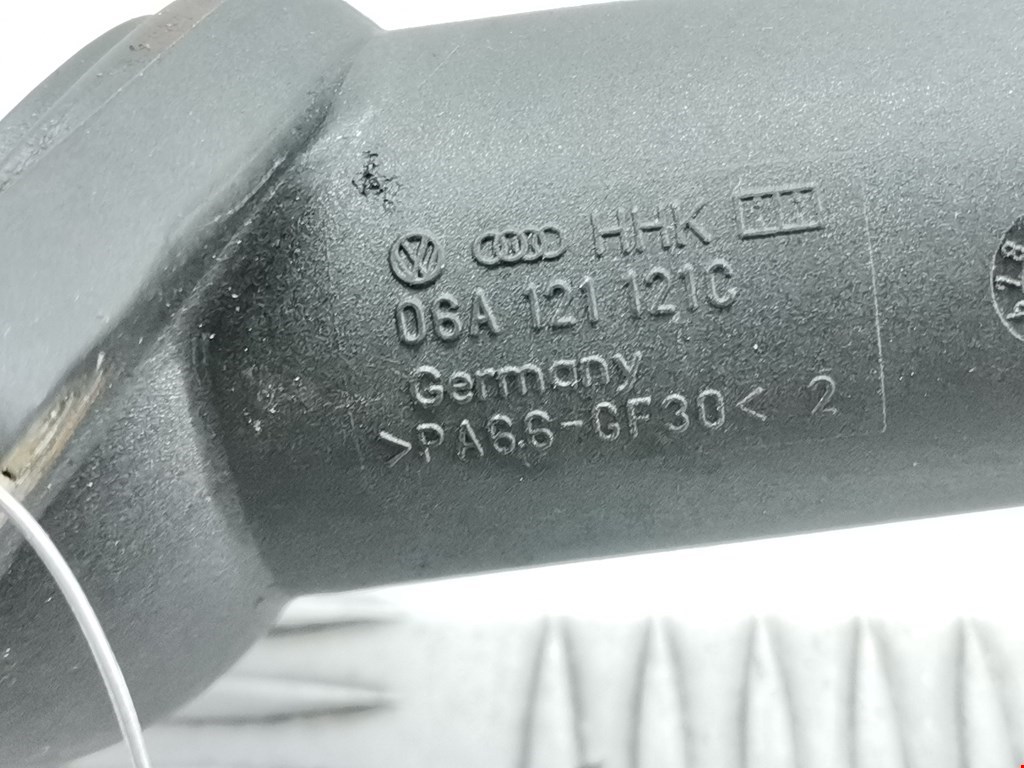 HHK
06A 121 121C
Germany
>PA6.6-GF30< 2